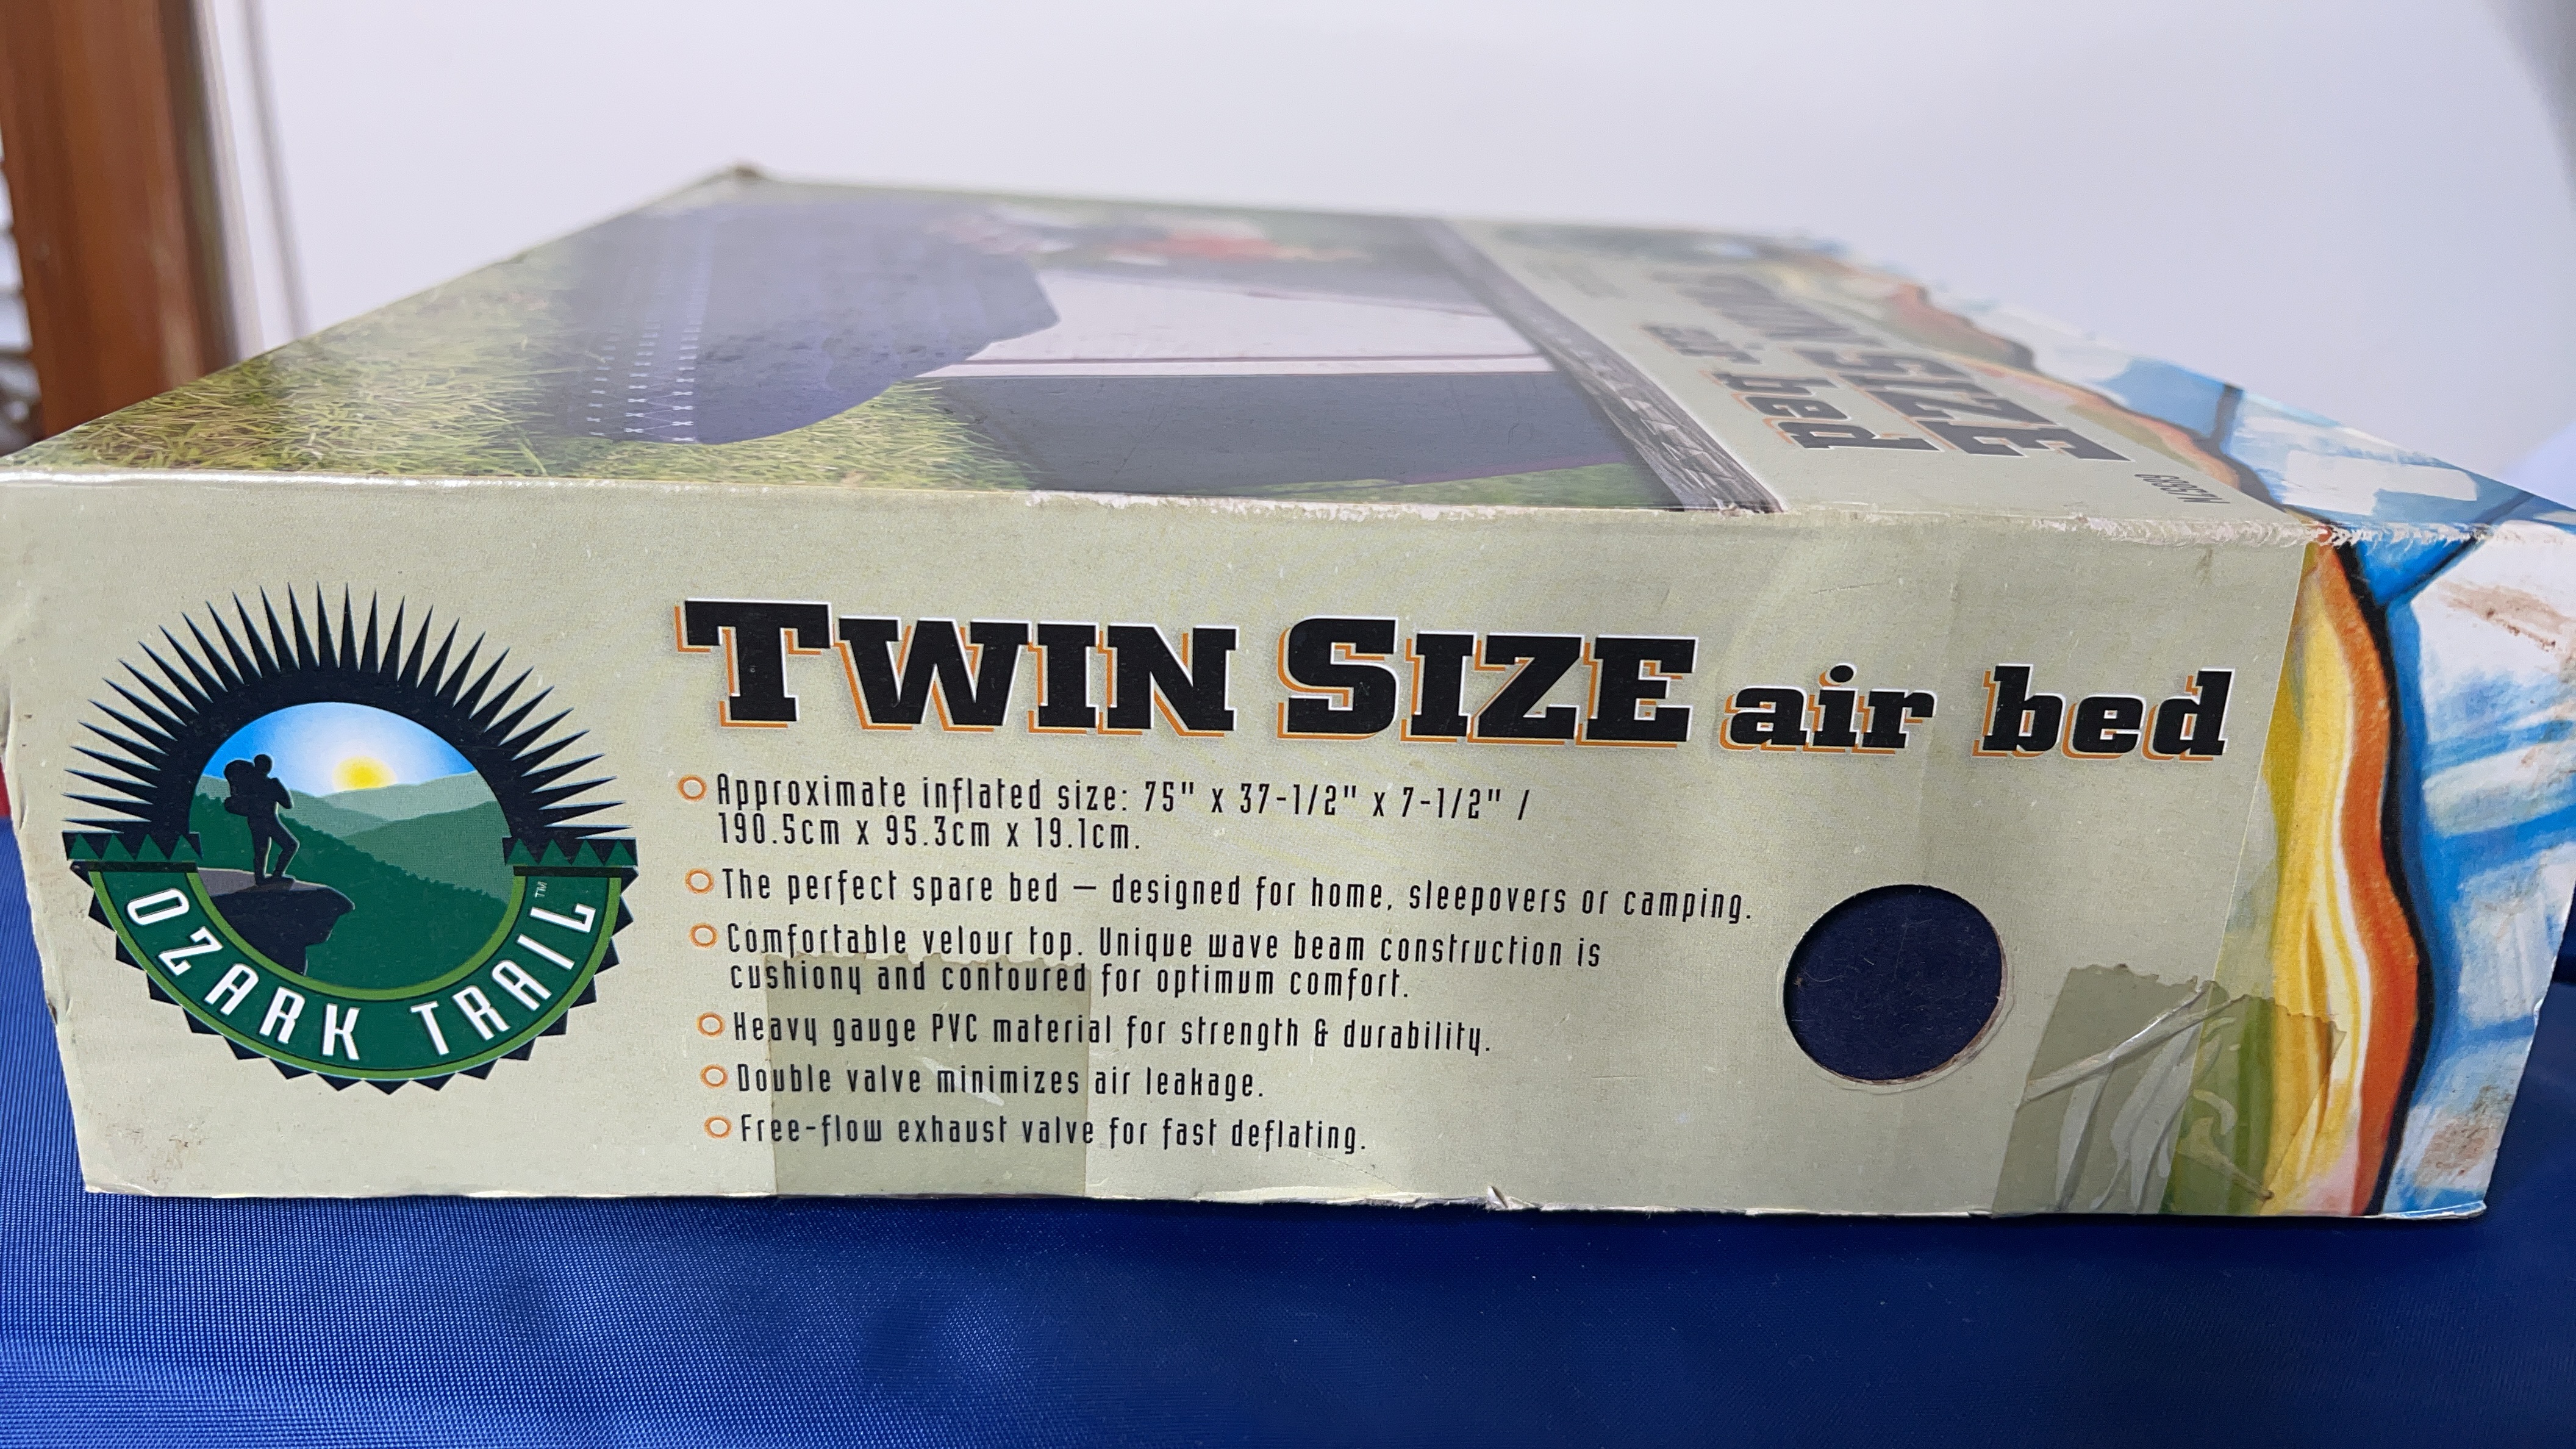 SIZE
air bed
OZARK TRAIL™
TWIN SIZE air bed
Approximate inflated size: 75" x 37-1/2" x 7-1/2" /
190.5cm x 95.3cm x 19.1cm.
The perfect spare bed – designed for home, sleepovers or camping.
Comfortable velour top. Unique wave beam construction is
cushiony and contoured for optimum comfort.
Heavy gauge PVC material for strength & durability.
Double valve minimizes air leakage.
Free-flow exhaust valve for fast deflating.